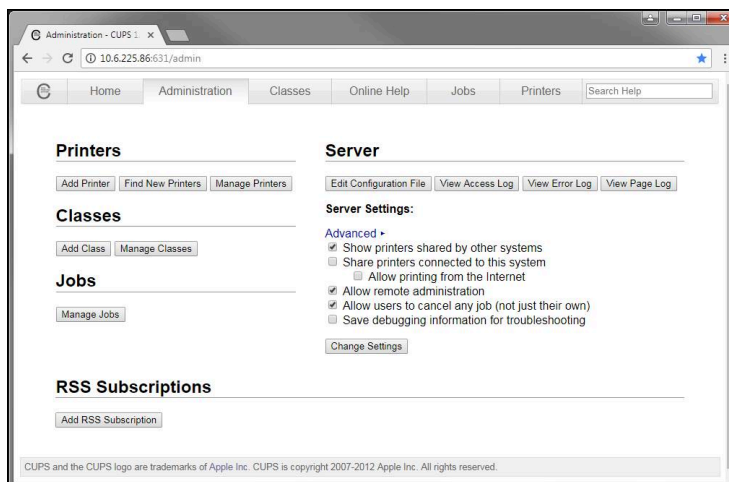 Administration - CUPS 1.
10.6.225.86:631/admin
Home Administration Classes Online Help Jobs Printers Search Help
Printers
Add Printer Find New Printers Manage Printers
Classes
Add Class Manage Classes
Jobs
Manage Jobs
Server
Edit Configuration File View Access Log View Error Log View Page Log
Server Settings:
Advanced ▸
Show printers shared by other systems
Share printers connected to this system
Allow printing from the Internet
Allow remote administration
Allow users to cancel any job (not just their own)
Save debugging information for troubleshooting
Change Settings
RSS Subscriptions
Add RSS Subscription
CUPS and the CUPS logo are trademarks of Apple Inc. CUPS is copyright 2007-2012 Apple Inc. All rights reserved.